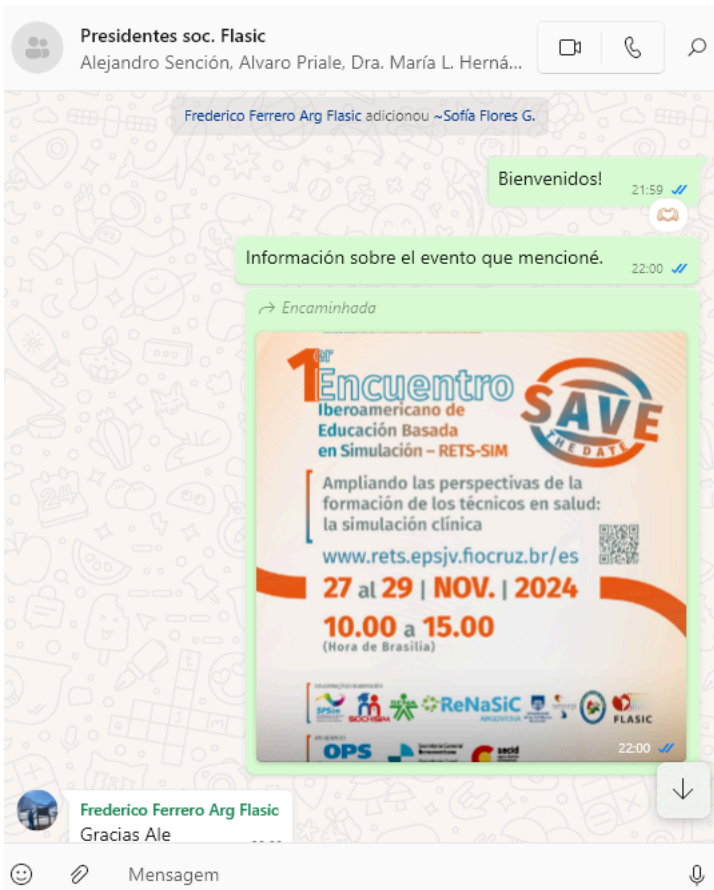 Presidentes soc. Flasic
Alejandro Sención, Alvaro Priale, Dra. María L. Herná...
Frederico Ferrero Arg Flasic adicionou ~Sofía Flores G.
Bienvenidos!
21:59
Información sobre el evento que mencioné.
22:00
Encaminhada
1er Encuentro
Iberoamericano de
Educación Basada
en Simulación – RETS-SIM
SAVE
THE DATE
Ampliando las perspectivas de la
formación de los técnicos en salud:
la simulación clínica
www.rets.epsjv.fiocruz.br/es
27 al 29 | NOV. | 2024
10.00 a 15.00
(Hora de Brasilia)
SPSim
SOCHISIM
SENA
ReNaSiC
ARGENTINA
FLASIC
OPS
22:00
Frederico Ferrero Arg Flasic
Gracias Ale
Mensagem